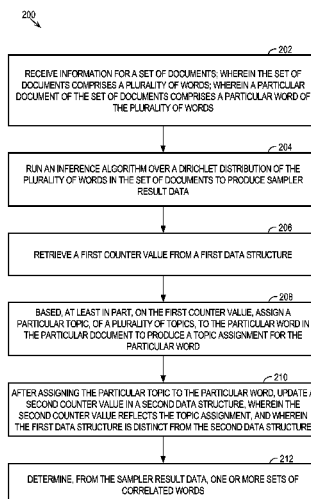 200
202
RECEIVE INFORMATION FOR A SET OF DOCUMENTS; WHEREIN THE SET OF
DOCUMENTS COMPRISES A PLURALITY OF WORDS; WHEREIN A PARTICULAR
DOCUMENT OF THE SET OF DOCUMENTS COMPRISES A PARTICULAR WORD OF
THE PLURALITY OF WORDS
204
RUN AN INFERENCE ALGORITHM OVER A DIRICHLET DISTRIBUTION OF THE
PLURALITY OF WORDS IN THE SET OF DOCUMENTS TO PRODUCE SAMPLER
RESULT DATA
206
RETRIEVE A FIRST COUNTER VALUE FROM A FIRST DATA STRUCTURE
208
BASED, AT LEAST IN PART, ON THE FIRST COUNTER VALUE, ASSIGN A
PARTICULAR TOPIC, OF A PLURALITY OF TOPICS, TO THE PARTICULAR WORD IN
THE PARTICULAR DOCUMENT TO PRODUCE A TOPIC ASSIGNMENT FOR THE
PARTICULAR WORD
210
AFTER ASSIGNING THE PARTICULAR TOPIC TO THE PARTICULAR WORD, UPDATE A
SECOND COUNTER VALUE IN A SECOND DATA STRUCTURE, WHEREIN THE
SECOND COUNTER VALUE REFLECTS THE TOPIC ASSIGNMENT, AND WHEREIN
THE FIRST DATA STRUCTURE IS DISTINCT FROM THE SECOND DATA STRUCTURE
212
DETERMINE, FROM THE SAMPLER RESULT DATA, ONE OR MORE SETS OF
CORRELATED WORDS